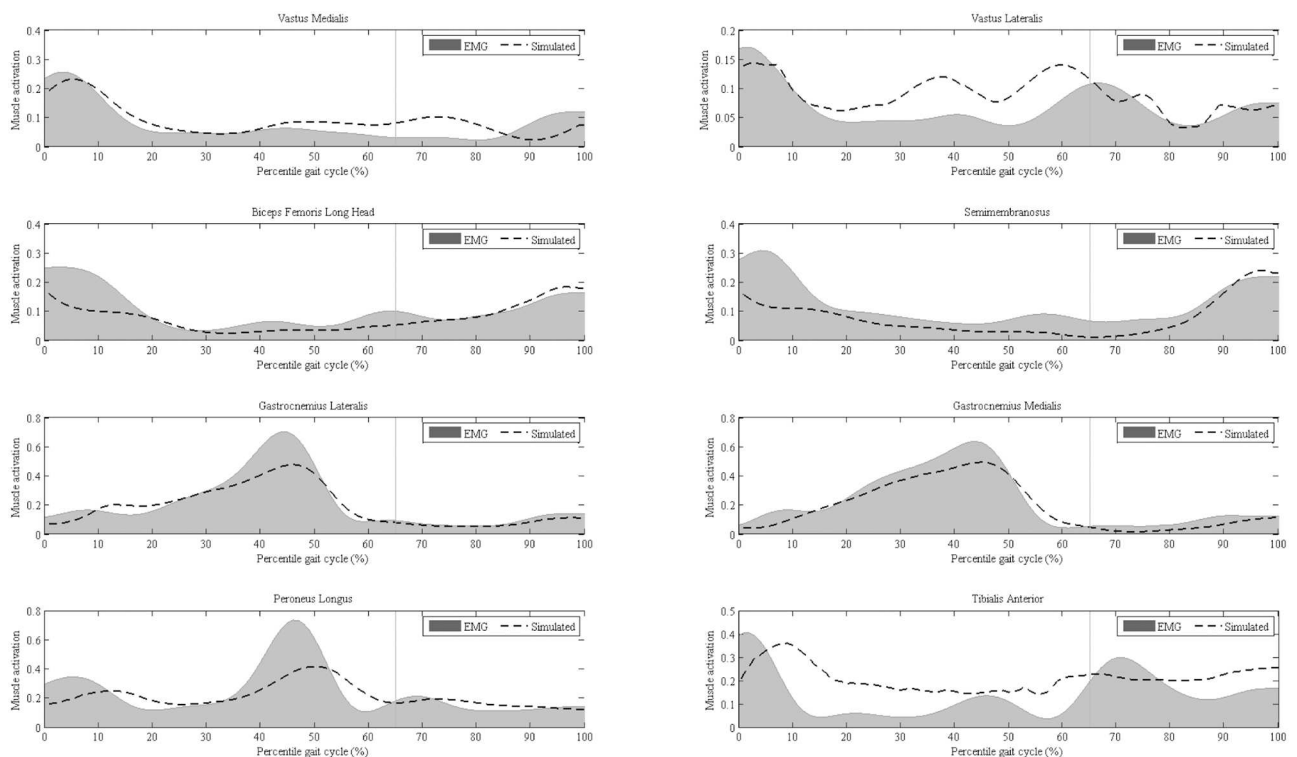 Vastus Medialis
0.4
0.3
0.2
0.1
0
Muscle activation
EMG
Simulated
0 10 20 30 40 50 60 70 80 90 100
Percentile gait cycle (%)
Vastus Lateralis
0.2
0.15
0.1
0.05
0
Muscle activation
EMG
Simulated
0 10 20 30 40 50 60 70 80 90 100
Percentile gait cycle (%)
Biceps Femoris Long Head
0.4
0.3
0.2
0.1
0
Muscle activation
EMG
Simulated
0 10 20 30 40 50 60 70 80 90 100
Percentile gait cycle (%)
Semimembranosus
0.4
0.3
0.2
0.1
0
Muscle activation
EMG
Simulated
0 10 20 30 40 50 60 70 80 90 100
Percentile gait cycle (%)
Gastrocnemius Lateralis
0.8
0.6
0.4
0.2
0
Muscle activation
EMG
Simulated
0 10 20 30 40 50 60 70 80 90 100
Percentile gait cycle (%)
Gastrocnemius Medialis
0.8
0.6
0.4
0.2
0
Muscle activation
EMG
Simulated
0 10 20 30 40 50 60 70 80 90 100
Percentile gait cycle (%)
Peroneus Longus
0.8
0.6
0.4
0.2
0
Muscle activation
EMG
Simulated
0 10 20 30 40 50 60 70 80 90 100
Percentile gait cycle (%)
Tibialis Anterior
0.5
0.4
0.3
0.2
0.1
0
Muscle activation
EMG
Simulated
0 10 20 30 40 50 60 70 80 90 100
Percentile gait cycle (%)